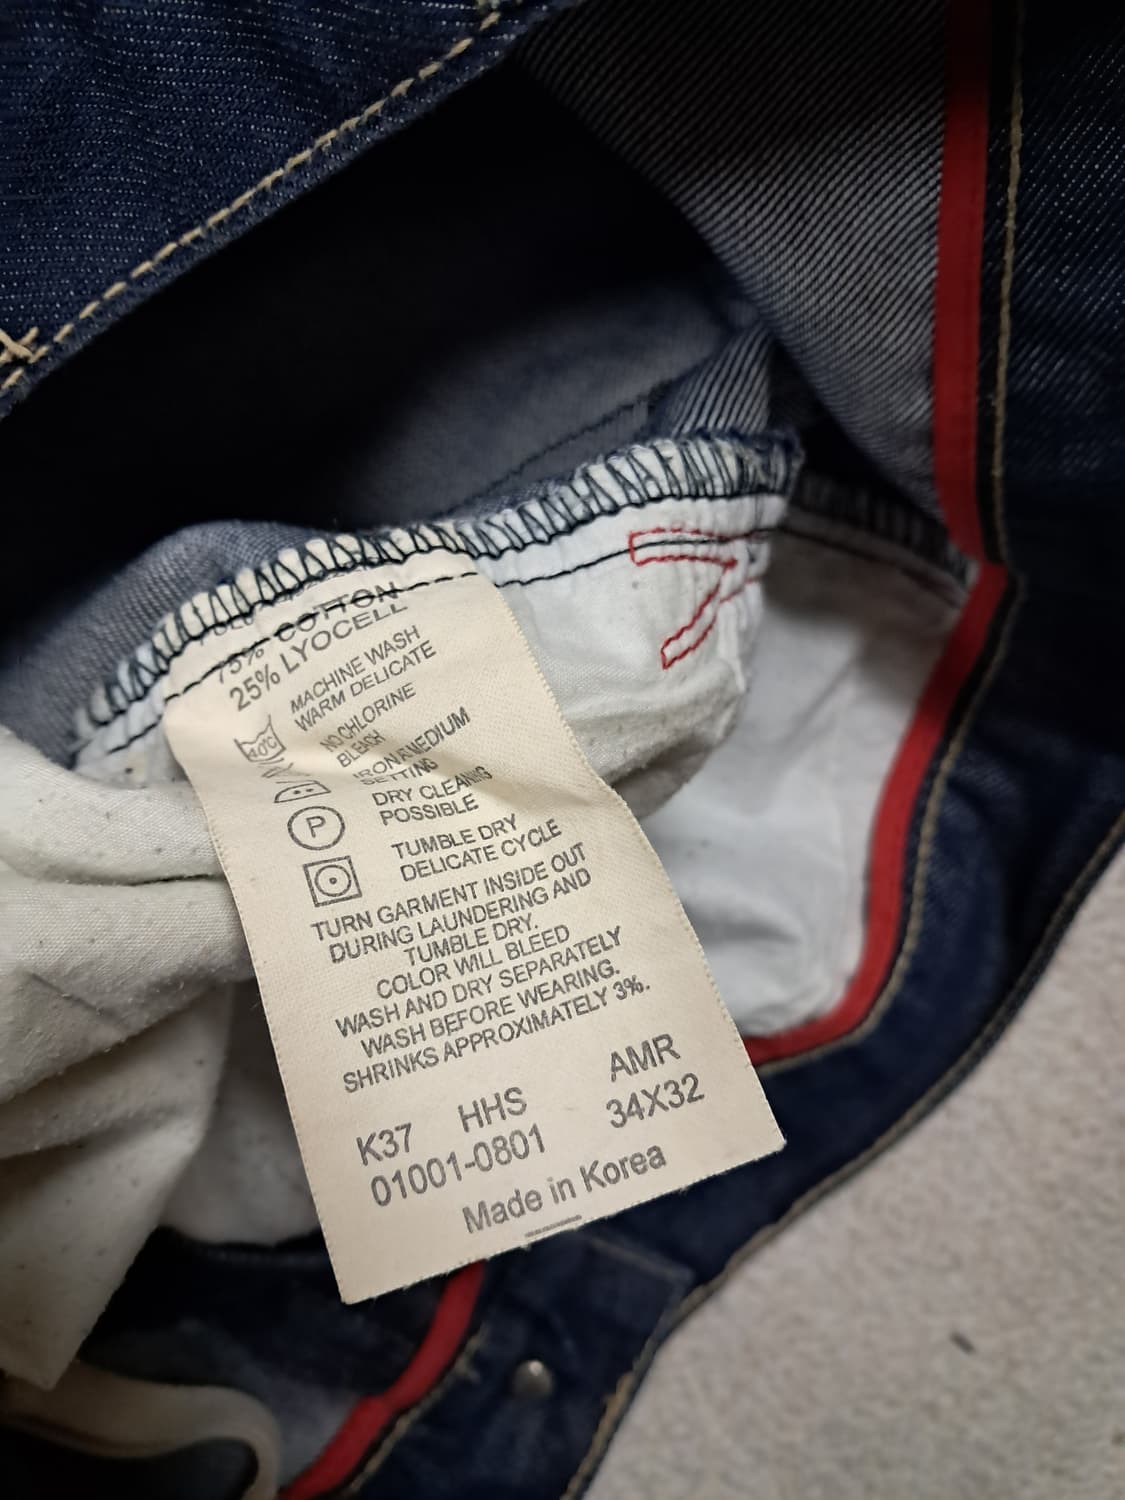 75% COTTON
25% LYOCELL
40°C
MACHINE WASH
WARM DELICATE
NO CHLORINE
BLEACH
IRON MEDIUM
SETTING
P
DRY CLEANING
POSSIBLE
TUMBLE DRY
DELICATE CYCLE
TURN GARMENT INSIDE OUT
DURING LAUNDERING AND
TUMBLE DRY.
COLOR WILL BLEED
WASH AND DRY SEPARATELY
WASH BEFORE WEARING.
SHRINKS APPROXIMATELY 3%.
K37 HHS AMR
01001-0801 34X32
Made in Korea